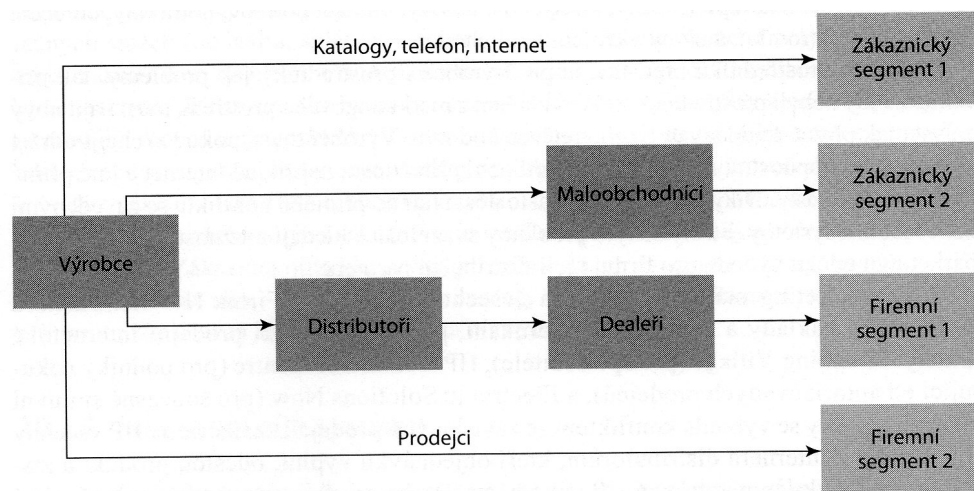 Katalogy, telefon, internet
Zákaznický
segment 1
Maloobchodníci
Zákaznický
segment 2
Výrobce
Distributoři
Dealeři
Firemní
segment 1
Prodejci
Firemní
segment 2